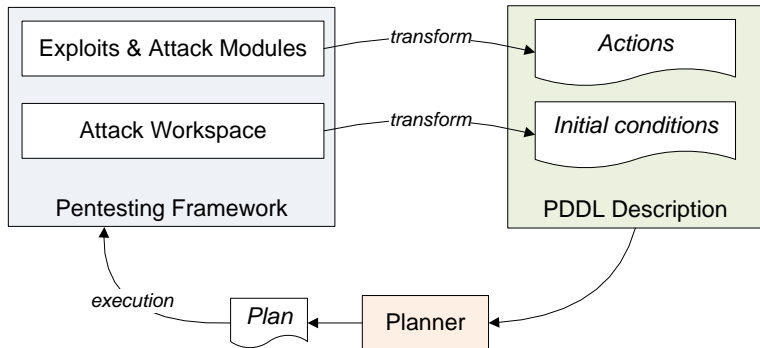 Exploits & Attack Modules
transform
Actions
Attack Workspace
transform
Initial conditions
Pentesting Framework
PDDL Description
execution
Plan
Planner